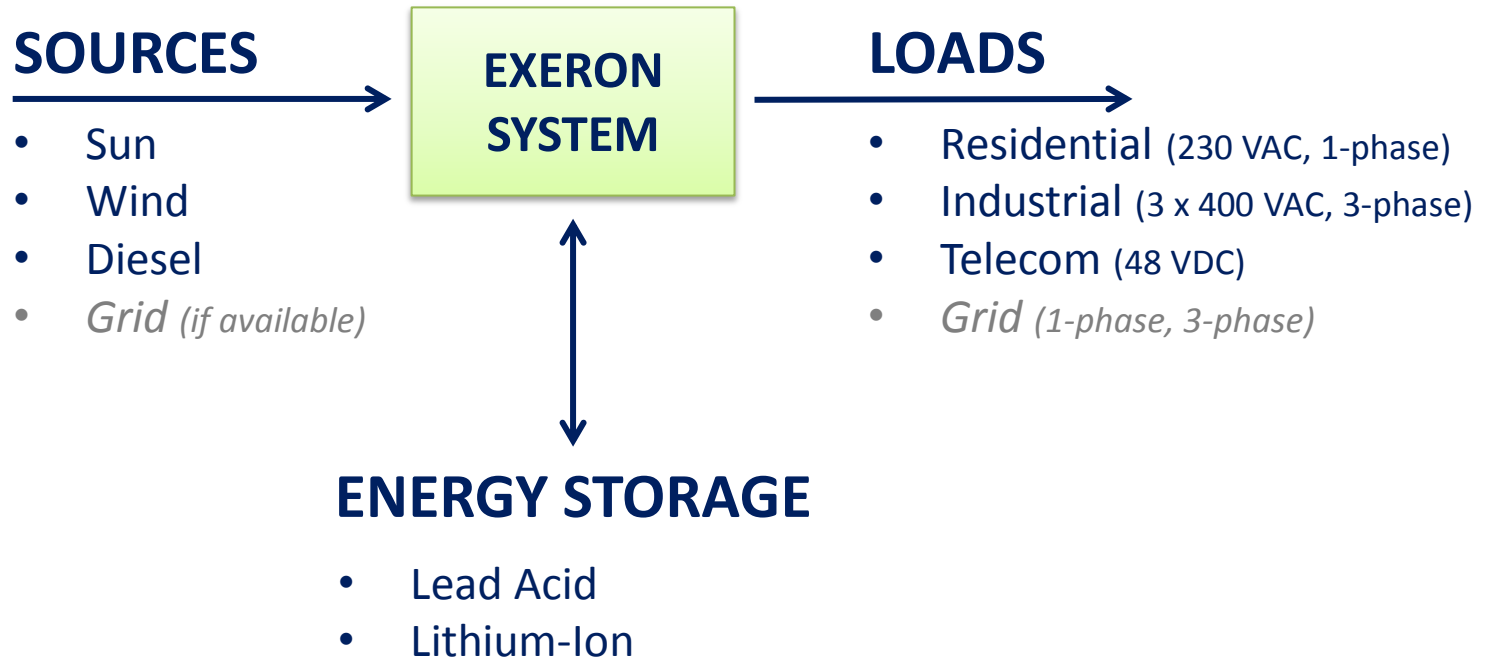 SOURCES
• Sun
• Wind
• Diesel
• Grid (if available)
EXERON
SYSTEM
LOADS
• Residential (230 VAC, 1-phase)
• Industrial (3 x 400 VAC, 3-phase)
• Telecom (48 VDC)
• Grid (1-phase, 3-phase)
ENERGY STORAGE
• Lead Acid
• Lithium-Ion